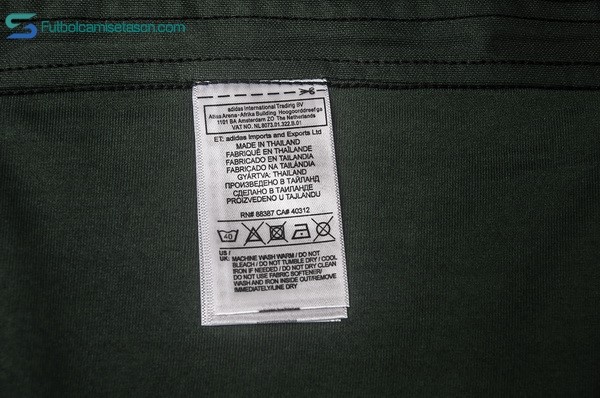 Futbolcamisetason.com
adidas International Trading BV
Atlas Arena-Afrika Building Hoogoorddreef 9a
1101 BA Amsterdam ZO The Netherlands
VAT NO. NL8073.01.322.B.01
ET: adidas Imports and Exports Ltd
MADE IN THAILAND
FABRIQUÉ EN THAÏLANDE
FABRICADO EN TAILANDIA
FABRICADO NA TAILÂNDIA
GYÁRTVA: THAILAND
ПРОИЗВЕДЕНО В ТАЙЛАНД
СДЕЛАНО В ТАИЛАНДЕ
PROIZVEDENO U TAJLANDU
RN# 88387 CA# 40312
40
US /
UK: MACHINE WASH WARM / DO NOT
BLEACH / DO NOT TUMBLE DRY / COOL
IRON IF NEEDED / DO NOT DRY CLEAN
DO NOT USE FABRIC SOFTENER/
WASH AND IRON INSIDE OUT/REMOVE
IMMEDIATELY/LINE DRY